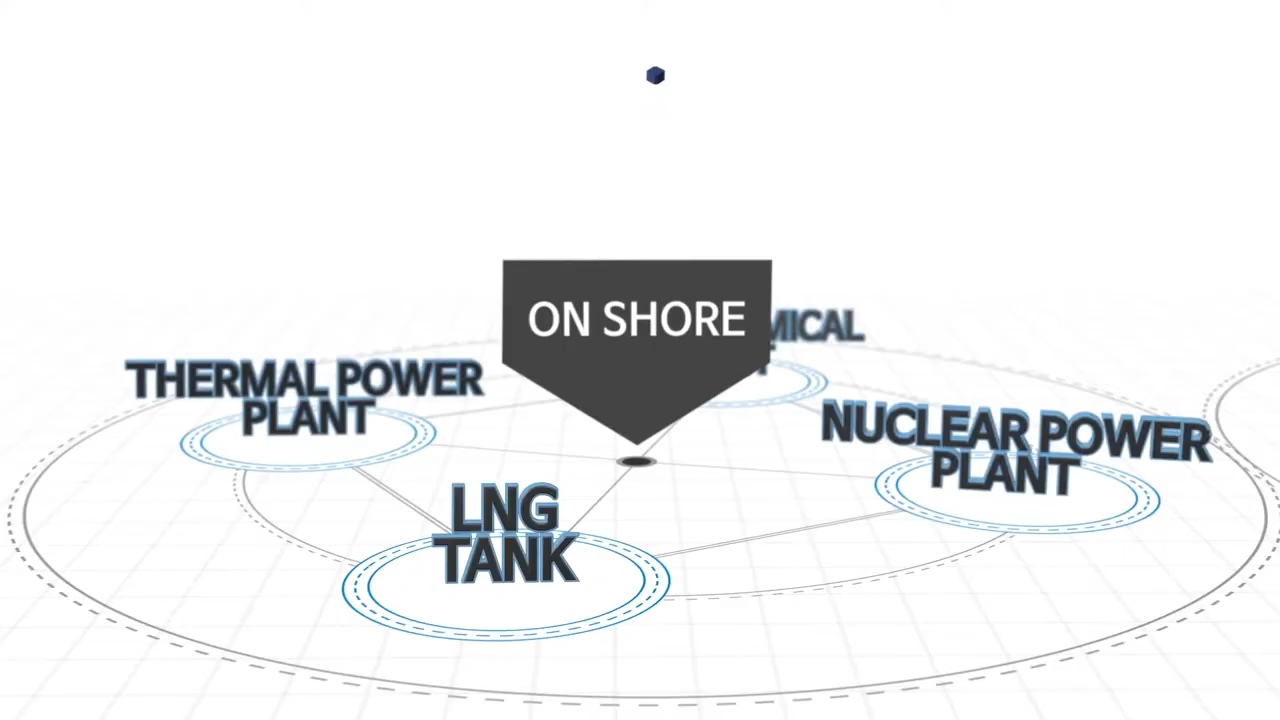 ON SHORE
THERMAL POWER
PLANT
NUCLEAR POWER
PLANT
LNG
TANK